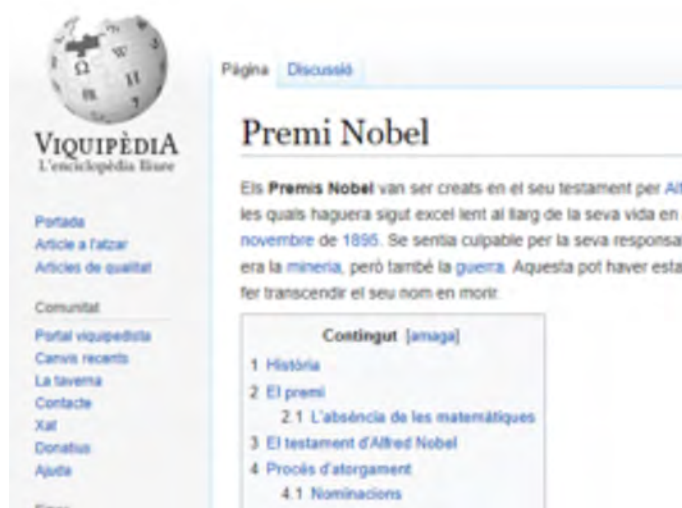 VIQUIPÈDIA
L'enciclopèdia lliure
Portada
Article a l'atzar
Articles de qualitat
Comunitat
Portal viquipedista
Canvis recents
La taverna
Contacte
Xat
Donatius
Ajuda
Pàgina Discussió
Premi Nobel
Els Premis Nobel van ser creats en el seu testament per
les quals haguera sigut excel·lent al llarg de la seva vida en
novembre de 1895. Se sentia culpable per la seva
era la mineria, però també la guerra. Aquesta pot haver
fer transcendir el seu nom en morir.
Contingut [amaga]
1 Història
2 El premi
2.1 L'absència de les matemàtiques
3 El testament d'Alfred Nobel
4 Procés d'atorgament
4.1 Nominacions